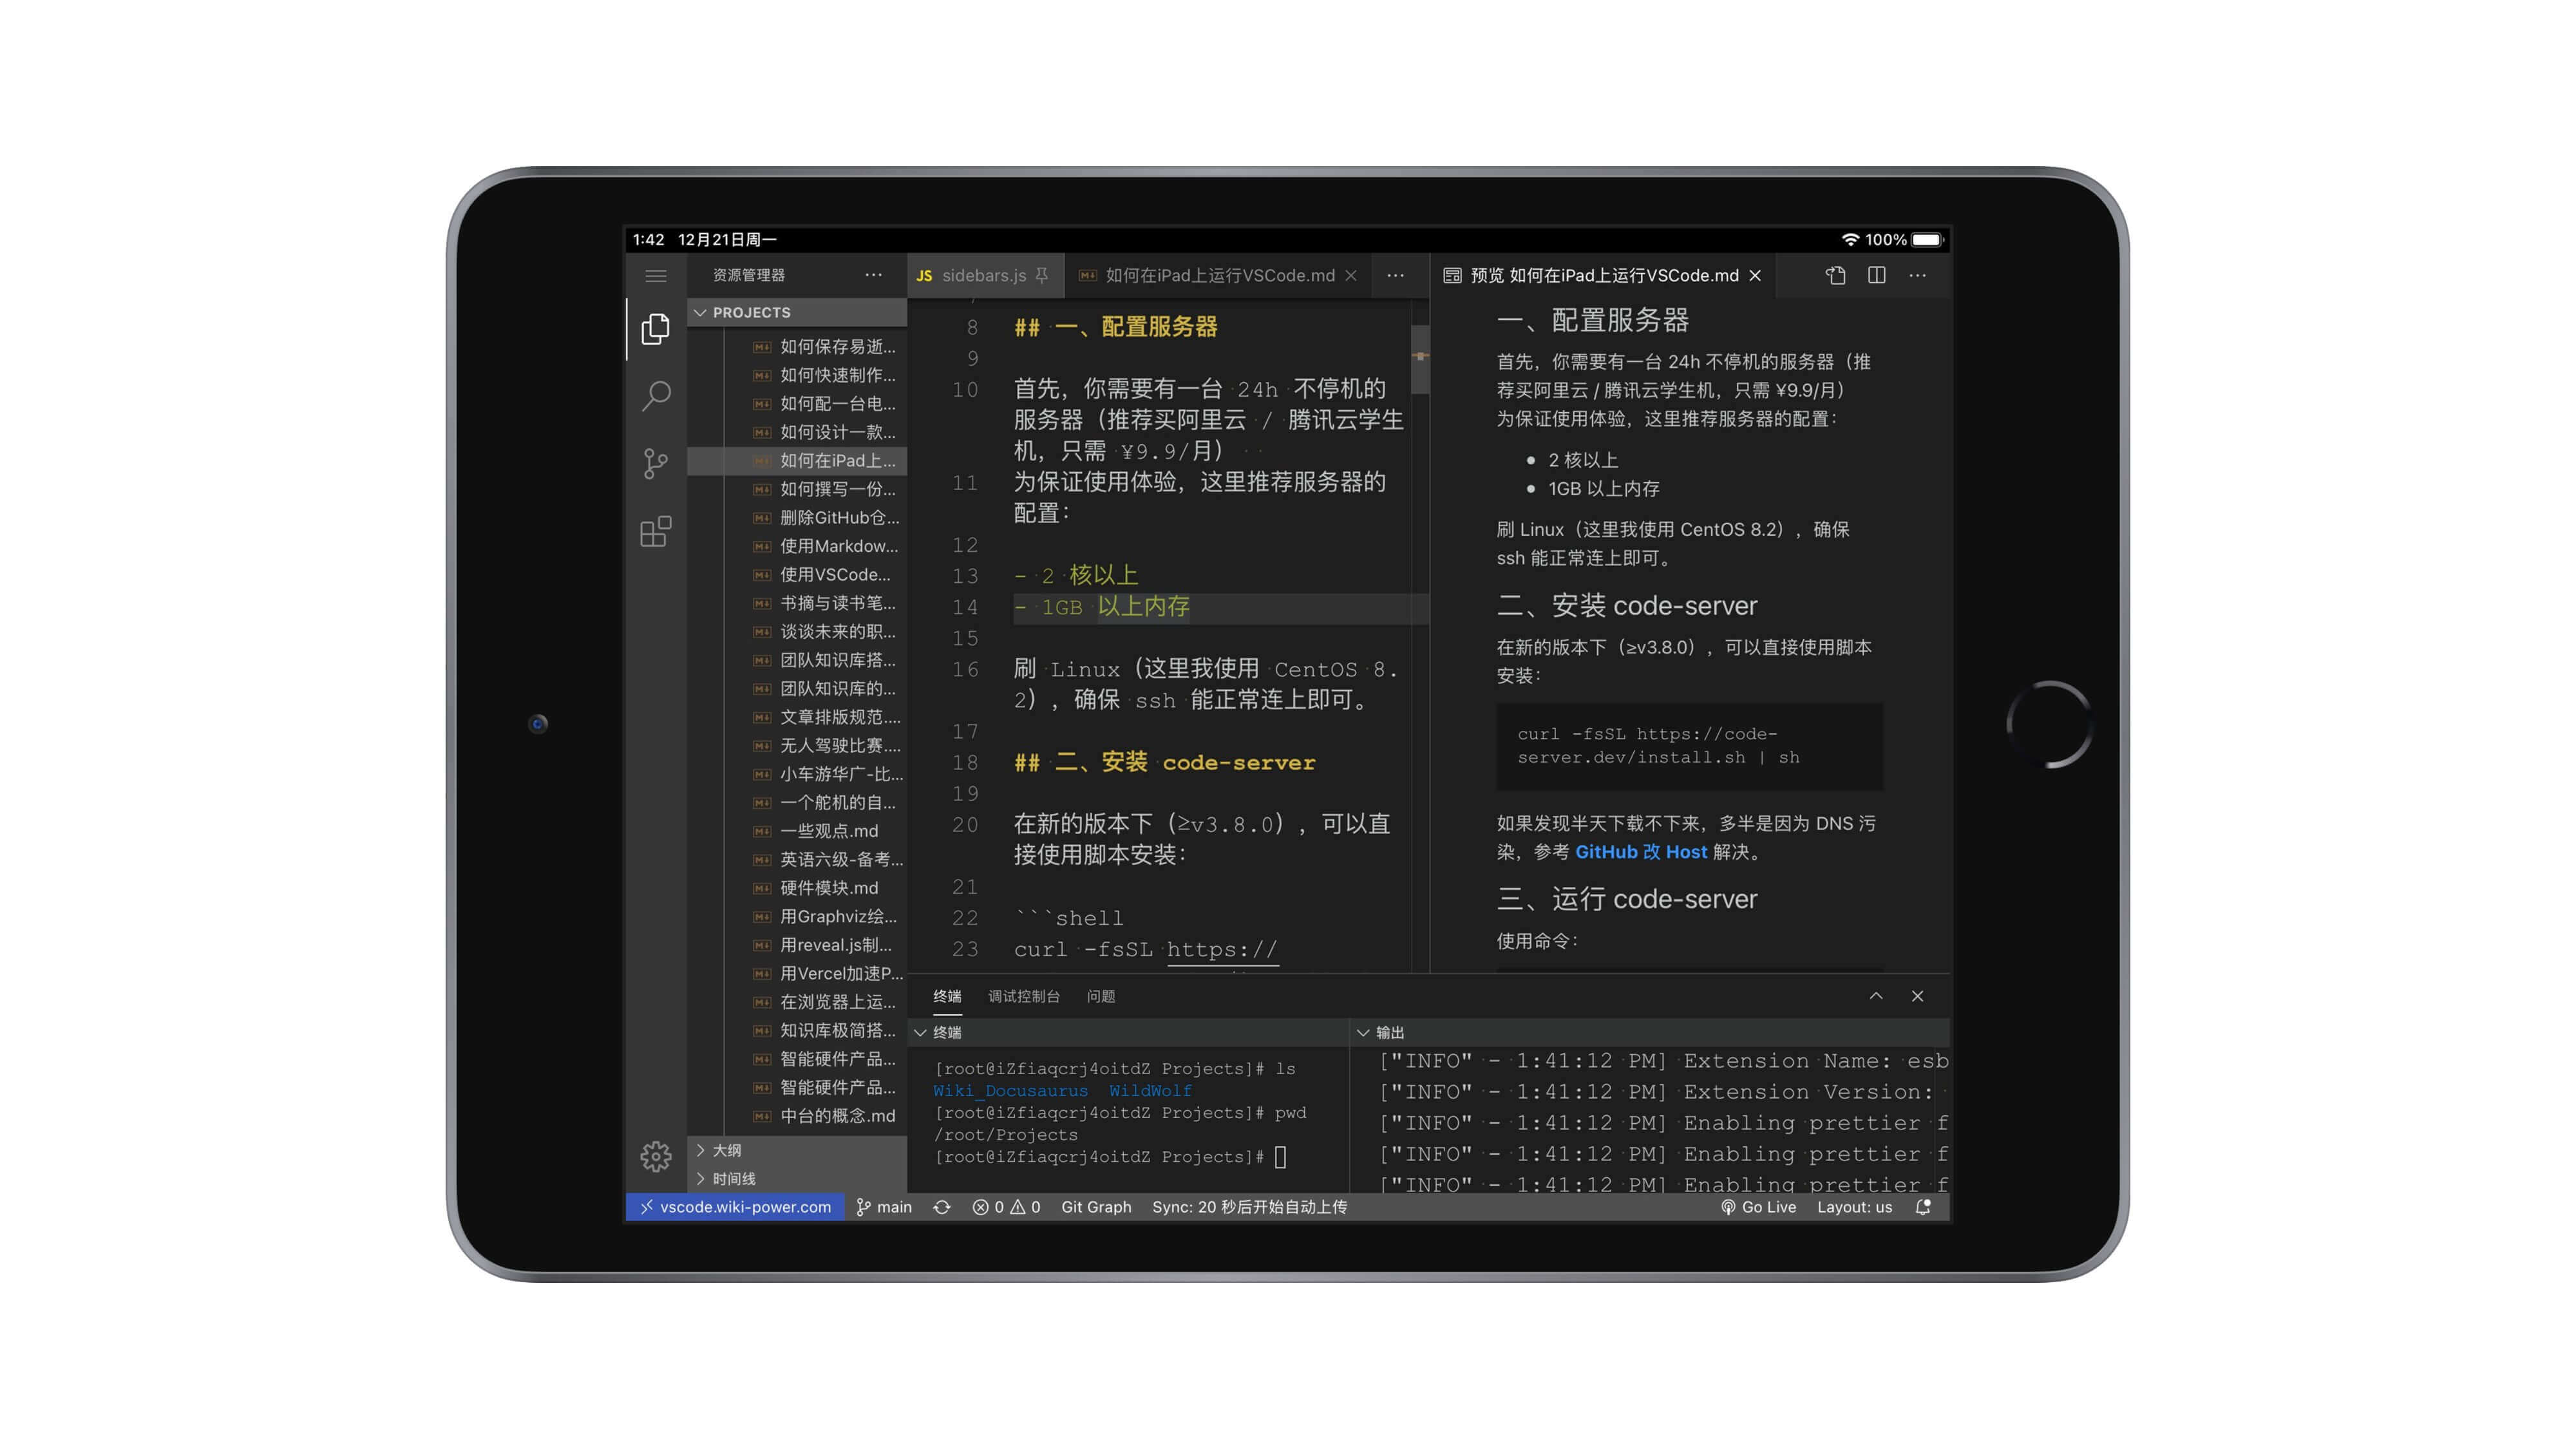 1:42 12月21日周一
100%
资源管理器
PROJECTS
如何保存易逝...
如何快速制作...
如何配一台电...
如何设计一款...
如何在iPad上...
如何撰写一份...
删除GitHub仓...
使用Markdow...
使用VSCode...
书摘与读书笔...
谈谈未来的职...
团队知识库搭...
团队知识库的...
文章排版规范....
无人驾驶比赛....
小车游华广-比...
一个舵机的自...
一些观点.md
英语六级-备考...
硬件模块.md
用Graphviz绘...
用reveal.js制...
用Vercel加速P...
在浏览器上运...
知识库极简搭...
智能硬件产品...
智能硬件产品...
中台的概念.md
大纲
时间线
JS sidebars.js
如何在iPad上运行VSCode.md
8 ## 一、配置服务器
9
10 首先，你需要有一台 24h 不停机的
服务器（推荐买阿里云 / 腾讯云学生
机，只需 ¥9.9/月）
11 为保证使用体验，这里推荐服务器的
配置：
12
13 - 2 核以上
14 - 1GB 以上内存
15
16 刷 Linux（这里我使用 CentOS 8.
2），确保 ssh 能正常连上即可。
17
18 ## 二、安装 code-server
19
20 在新的版本下（≥v3.8.0），可以直
接使用脚本安装：
21
22 ```shell
23 curl -fsSL https://
预览 如何在iPad上运行VSCode.md
一、配置服务器
首先，你需要有一台 24h 不停机的服务器（推
荐买阿里云 / 腾讯云学生机，只需 ¥9.9/月）
为保证使用体验，这里推荐服务器的配置：
2 核以上
1GB 以上内存
刷 Linux（这里我使用 CentOS 8.2），确保
ssh 能正常连上即可。
二、安装 code-server
在新的版本下（≥v3.8.0），可以直接使用脚本
安装：
curl -fsSL https://code-
server.dev/install.sh | sh
如果发现半天下载不下来，多半是因为 DNS 污
染，参考 GitHub 改 Host 解决。
三、运行 code-server
使用命令：
终端 调试控制台 问题
终端
[root@iZfiaqcrj4oitdZ Projects]# ls
Wiki_Docusaurus WildWolf
[root@iZfiaqcrj4oitdZ Projects]# pwd
/root/Projects
[root@iZfiaqcrj4oitdZ Projects]#
输出
["INFO" - 1:41:12 PM] Extension Name: esb
["INFO" - 1:41:12 PM] Extension Version:
["INFO" - 1:41:12 PM] Enabling prettier f
["INFO" - 1:41:12 PM] Enabling prettier f
["INFO" - 1:41:12 PM] Enabling prettier f
vscode.wiki-power.com main 0 0 Git Graph Sync: 20 秒后开始自动上传 Go Live Layout: us